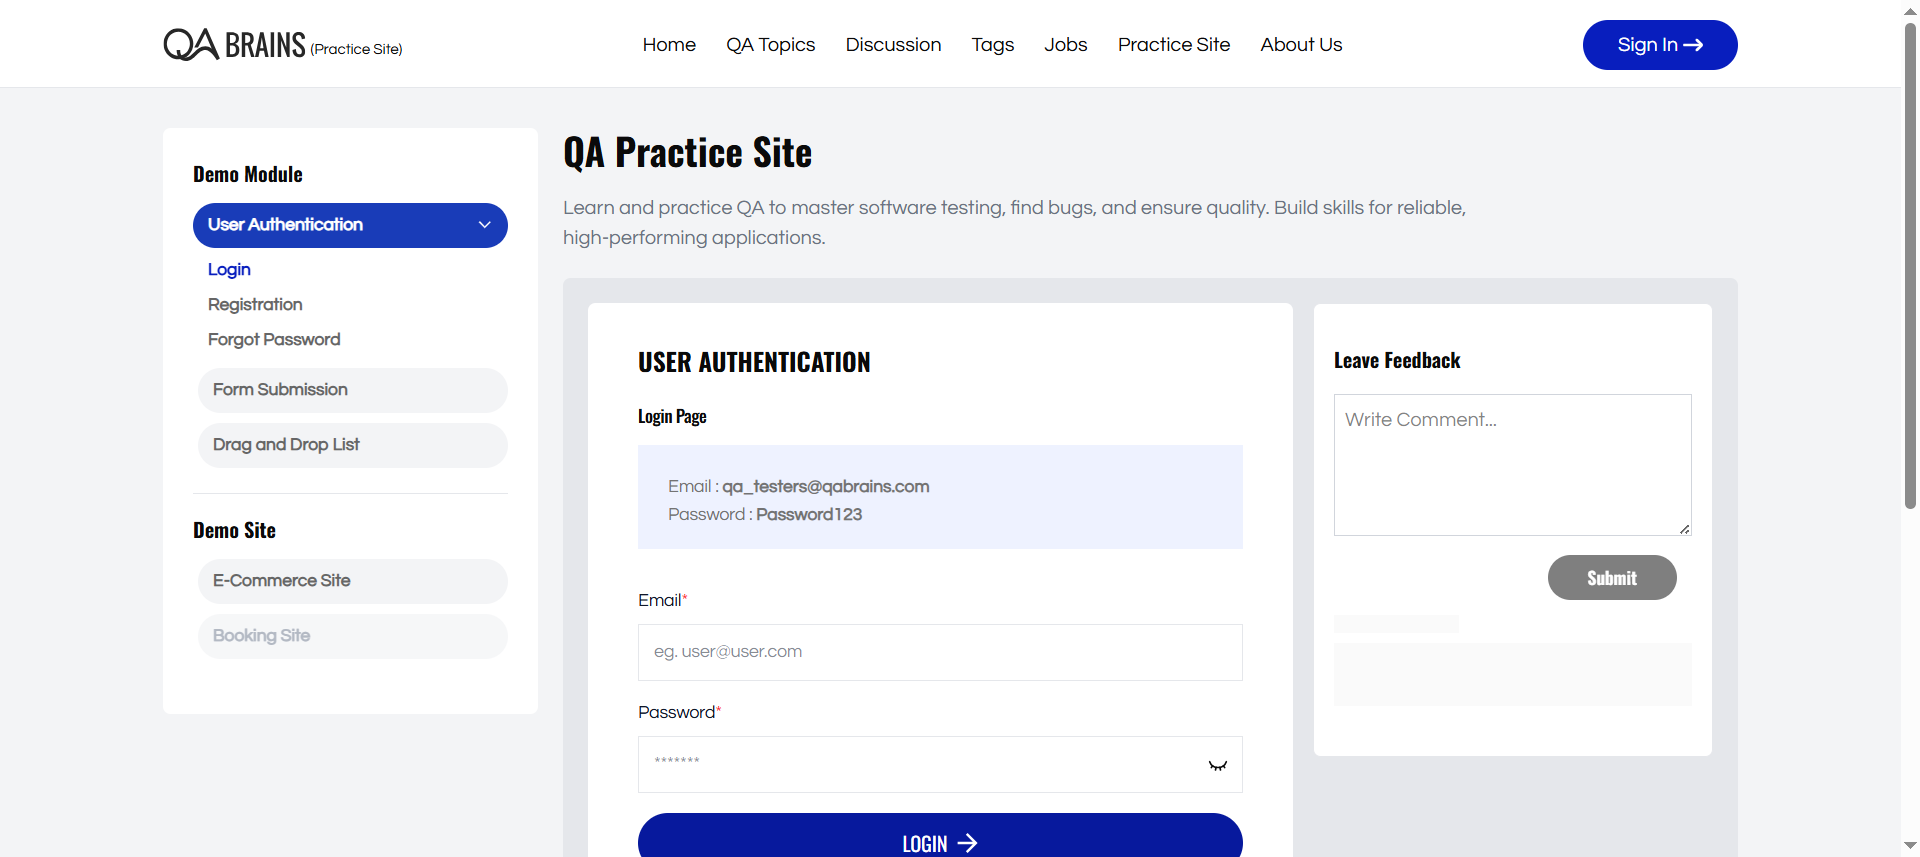 QA BRAINS (Practice Site)
Home
QA Topics
Discussion
Tags
Jobs
Practice Site
About Us
Sign In
Demo Module
User Authentication
Login
Registration
Forgot Password
Form Submission
Drag and Drop List
Demo Site
E-Commerce Site
Booking Site
QA Practice Site
Learn and practice QA to master software testing, find bugs, and ensure quality. Build skills for reliable,
high-performing applications.
USER AUTHENTICATION
Login Page
Email : qa_testers@qabrains.com
Password : Password123
Email*
eg. user@user.com
Password*
*******
LOGIN
Leave Feedback
Write Comment...
Submit